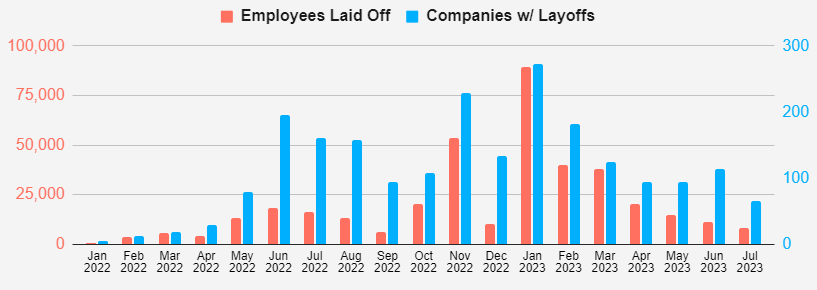 Employees Laid Off Companies w/ Layoffs
100,000 300
75,000
200
50,000
100
25,000
0 0
Jan Feb Mar Apr May Jun Jul Aug Sep Oct Nov Dec Jan Feb Mar Apr May Jun Jul
2022 2022 2022 2022 2022 2022 2022 2022 2022 2022 2022 2022 2023 2023 2023 2023 2023 2023 2023